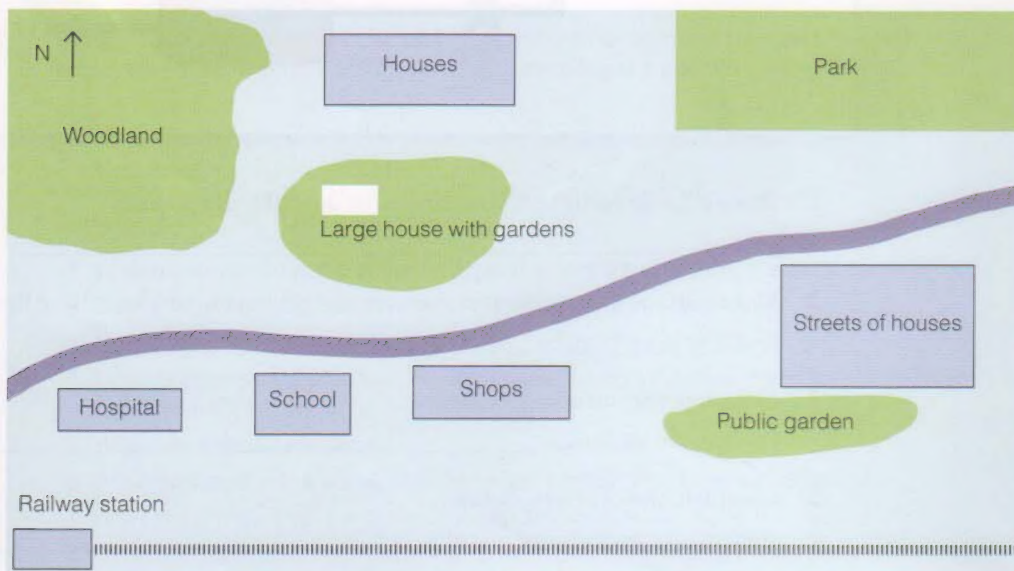 N
Houses
Park
Woodland
Large house with gardens
Streets of houses
Hospital
School
Shops
Public garden
Railway station